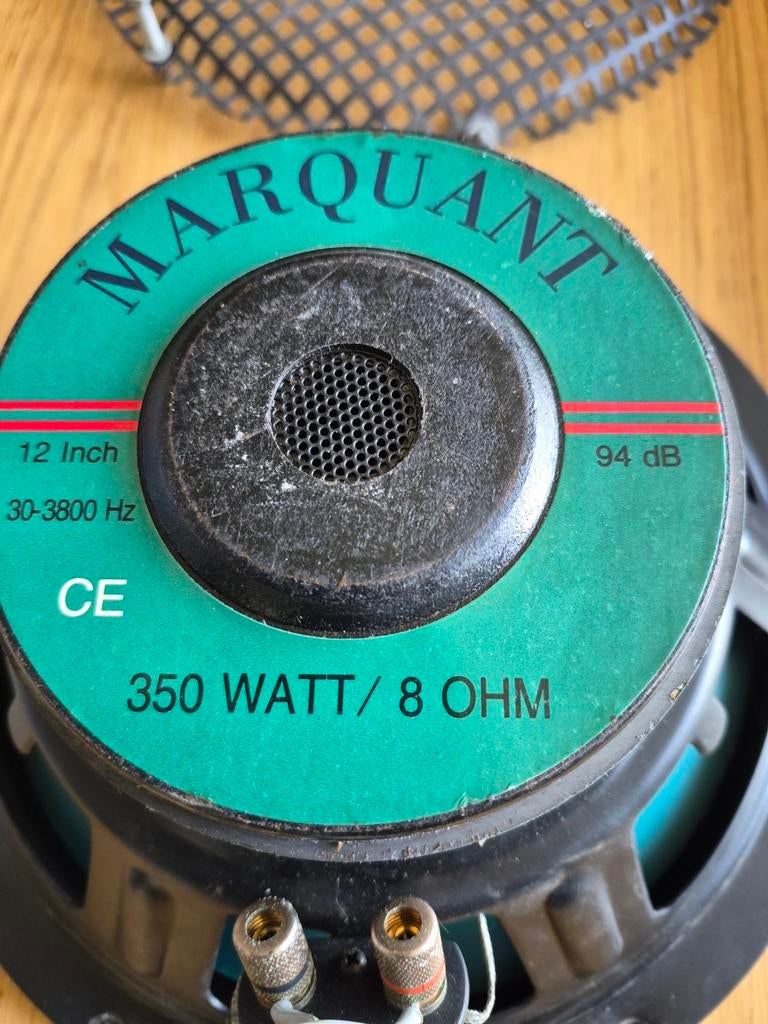 MARQUANT
12 Inch
94 dB
30-3800 Hz
CE
350 WATT/ 8 OHM